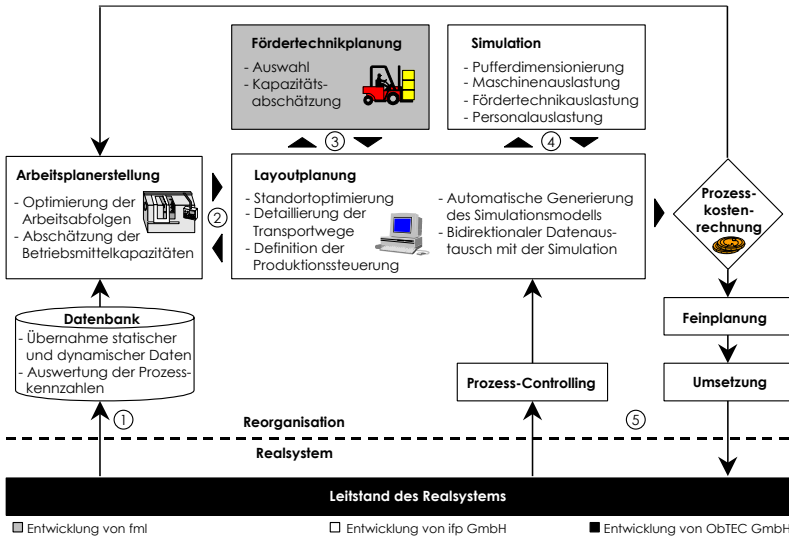 Fördertechnikplanung
- Auswahl
- Kapazitäts-
abschätzung
Simulation
- Pufferdimensionierung
- Maschinenauslastung
- Fördertechnikauslastung
- Personalauslastung
3
4
Arbeitsplanerstellung
- Optimierung der
Arbeitsabfolgen
- Abschätzung der
Betriebsmittelkapazitäten
2
Layoutplanung
- Standortoptimierung
- Detaillierung der
Transportwege
- Definition der
Produktionssteuerung
- Automatische Generierung
des Simulationsmodells
- Bidirektionaler Datenaus-
tausch mit der Simulation
Prozess-
kosten-
rechnung
Datenbank
- Übernahme statischer
und dynamischer Daten
- Auswertung der Prozess-
kennzahlen
Feinplanung
Prozess-Controlling
Umsetzung
1
5
Reorganisation
Realsystem
Leitstand des Realsystems
Entwicklung von fml
Entwicklung von ifp GmbH
Entwicklung von ObTEC GmbH